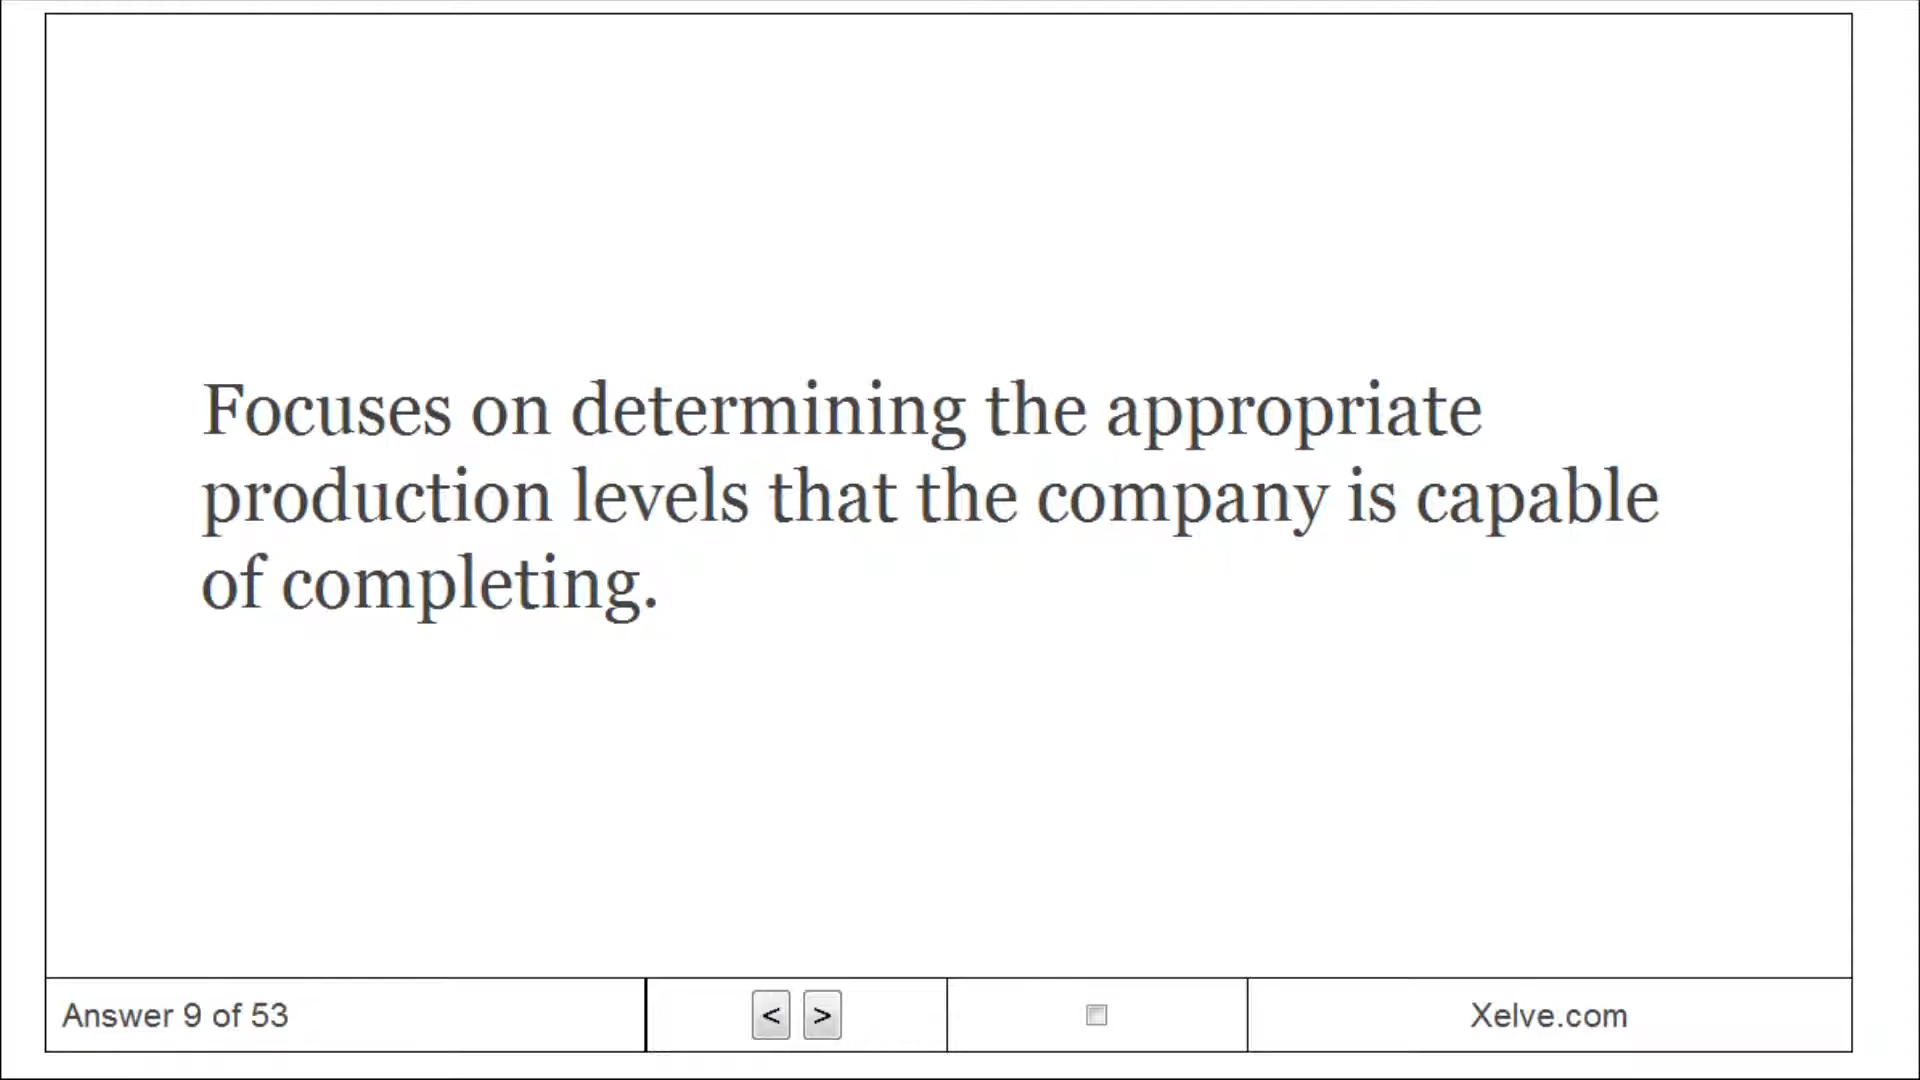 Focuses on determining the appropriate
production levels that the company is capable
of completing.
Answer 9 of 53
< >
Xelve.com